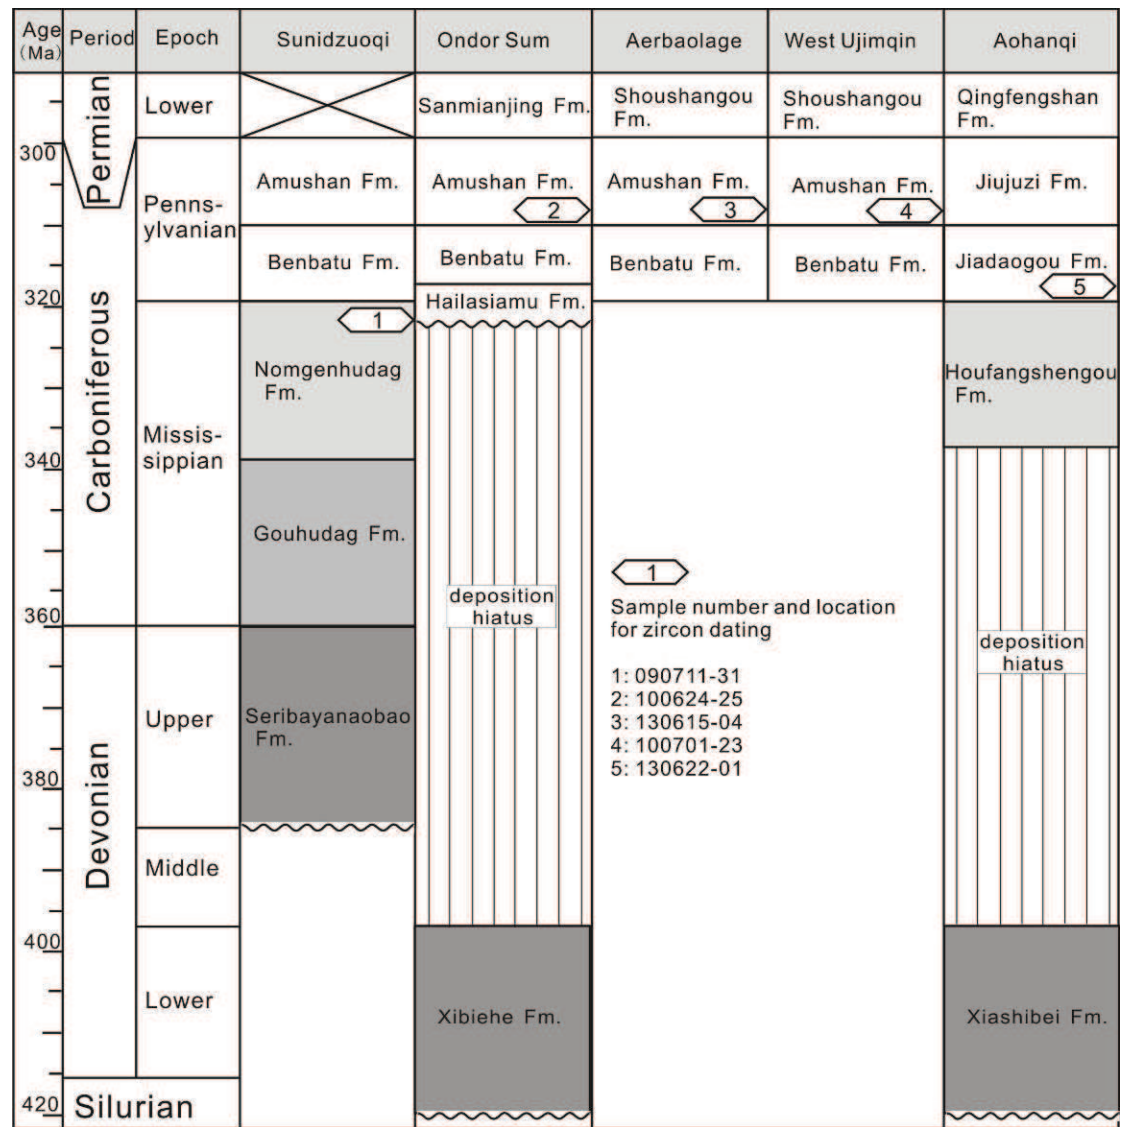 Age (Ma) Period Epoch Sunidzuoqi Ondor Sum Aerbaolage West Ujimqin Aohanqi
Permian
Lower
Sanmianjing Fm.
Shoushangou
Fm.
Shoushangou
Fm.
Qingfengshan
Fm.
300
Penns-
ylvanian
Amushan Fm.
Amushan Fm.
2
Amushan Fm.
3
Amushan Fm.
4
Jiujuzi Fm.
Benbatu Fm.
Benbatu Fm.
Benbatu Fm.
Benbatu Fm.
Jiadaogou Fm.
5
320
Hailasiamu Fm.
Carboniferous
Missis-
sippian
1
Nomgenhudag
Fm.
Houfangshengou
Fm.
340
Gouhudag Fm.
360
deposition
hiatus
1
Sample number and location
for zircon dating
1: 090711-31
2: 100624-25
3: 130615-04
4: 100701-23
5: 130622-01
deposition
hiatus
Devonian
Upper
Seribayanaobao
Fm.
380
Middle
400
Lower
Xibiehe Fm.
Xiashibei Fm.
420
Silurian